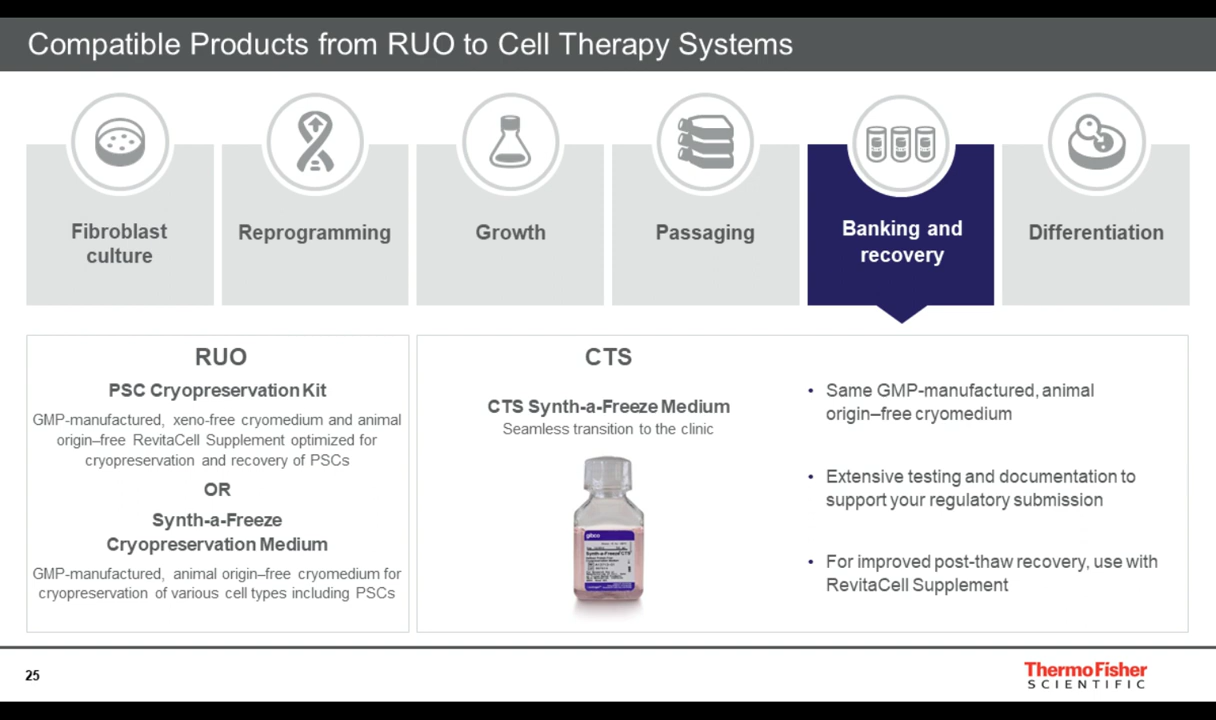 Compatible Products from RUO to Cell Therapy Systems
Fibroblast
culture
Reprogramming
Growth
Passaging
Banking and
recovery
Differentiation
RUO
PSC Cryopreservation Kit
GMP-manufactured, xeno-free cryomedium and animal
origin–free RevitaCell Supplement optimized for
cryopreservation and recovery of PSCs
OR
Synth-a-Freeze
Cryopreservation Medium
GMP-manufactured, animal origin–free cryomedium for
cryopreservation of various cell types including PSCs
CTS
CTS Synth-a-Freeze Medium
Seamless transition to the clinic
gibco
Synth-a-Freeze CTS
• Same GMP-manufactured, animal
origin–free cryomedium
• Extensive testing and documentation to
support your regulatory submission
• For improved post-thaw recovery, use with
RevitaCell Supplement
25
ThermoFisher
SCIENTIFIC